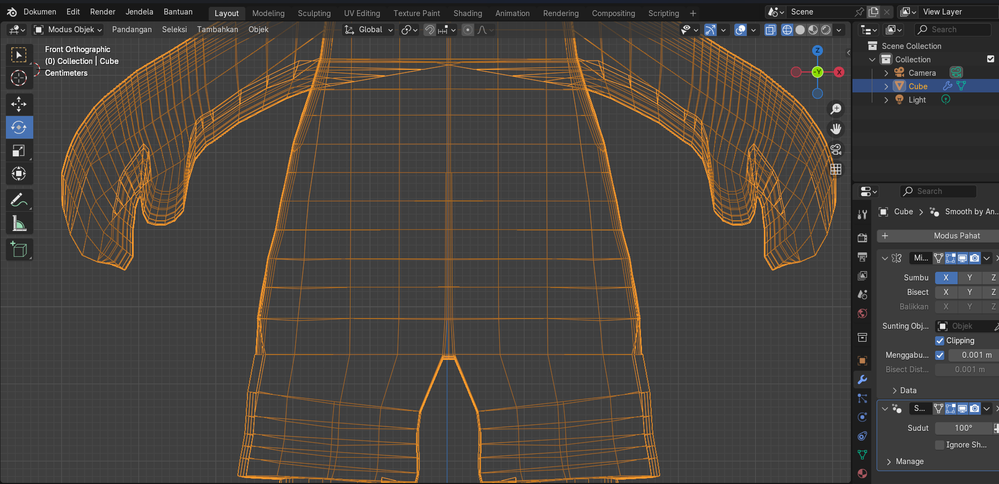 Dokumen Edit Render Jendela Bantuan Layout Modeling Sculpting UV Editing Texture Paint Shading Animation Rendering Compositing Scripting + Scene View Layer
Modus Objek Pandangan Seleksi Tambahkan Objek Global Search
Front Orthographic
(0) Collection | Cube
Centimeters
Z
-Y
X
Scene Collection
Collection
Camera
Cube
Light
Search
Cube > Smooth by An...
+ Modus Pahat
Mi...
Sumbu X Y Z
Bisect X Y Z
Balikkan X Y Z
Sunting Obj... Objek
Clipping
Menggabu... 0.001 m
Bisect Dist... 0.001 m
Data
S...
Sudut 100°
Ignore Sh...
Manage